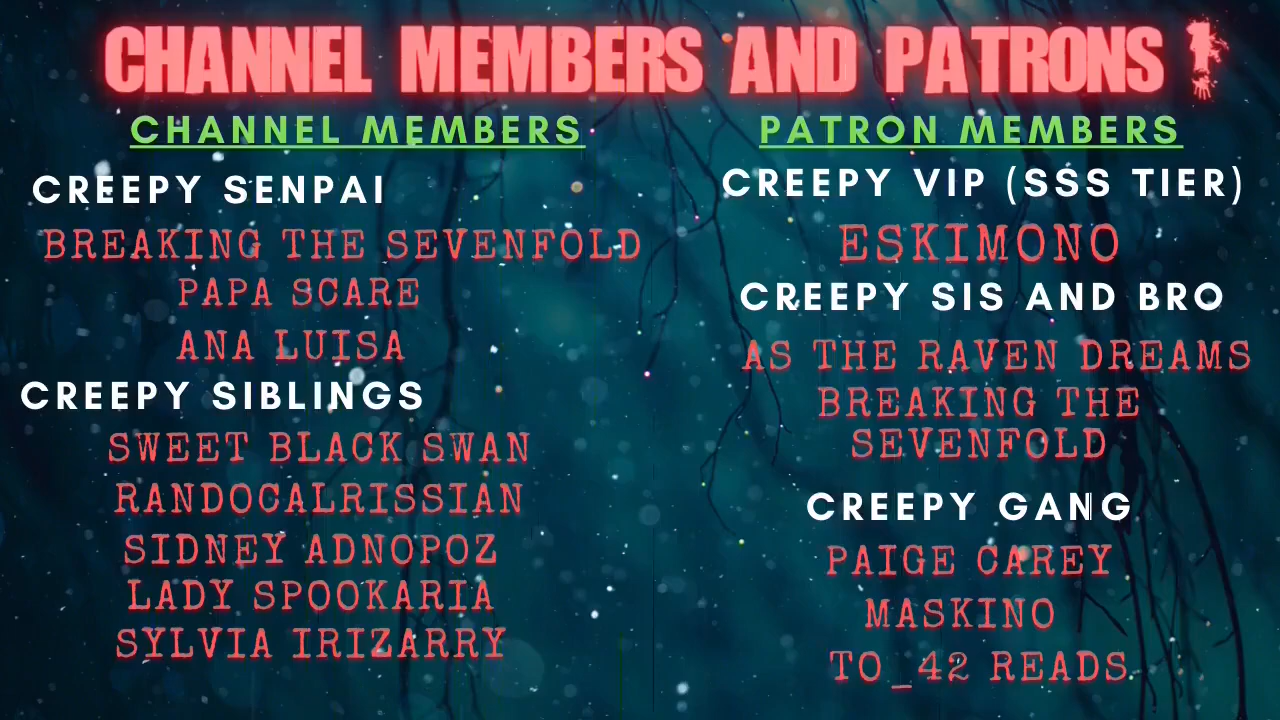 CHANNEL MEMBERS AND PATRONS
CHANNEL MEMBERS
CREEPY SENPAI
BREAKING THE SEVENFOLD
PAPA SCARE
ANA LUISA
CREEPY SIBLINGS
SWEET BLACK SWAN
RANDOCALRISSIAN
SIDNEY ADNOPOZ
LADY SPOOKARIA
SYLVIA IRIZARRY
PATRON MEMBERS
CREEPY VIP (SSS TIER)
ESKIMONO
CREEPY SIS AND BRO
AS THE RAVEN DREAMS
BREAKING THE
SEVENFOLD
CREEPY GANG
PAIGE CAREY
MASKINO
TO_42 READS